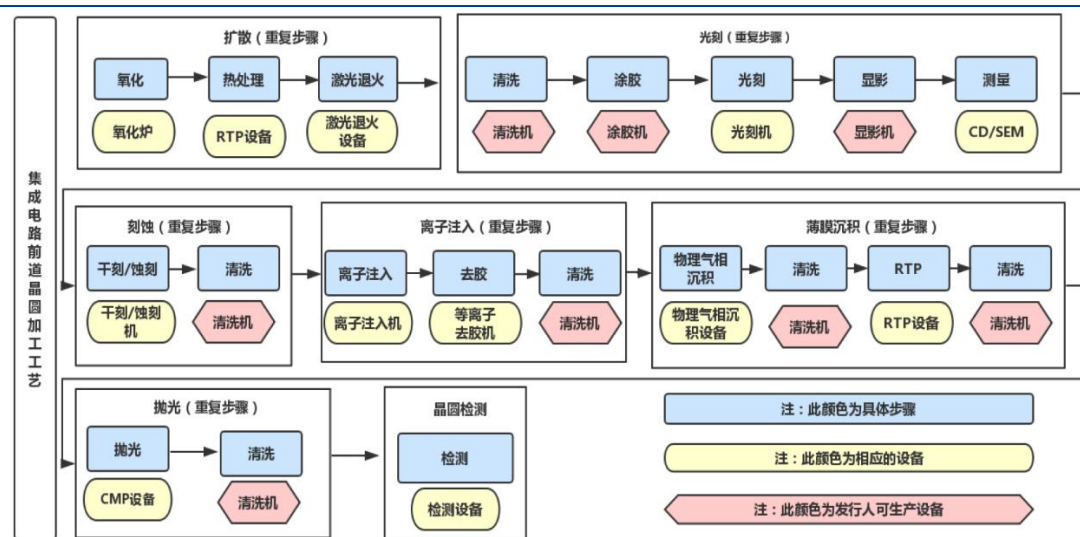 集成电路前道晶圆加工工艺
扩散（重复步骤）
氧化
热处理
激光退火
氧化炉
RTP设备
激光退火
设备
光刻（重复步骤）
清洗
涂胶
光刻
显影
测量
清洗机
涂胶机
光刻机
显影机
CD/SEM
刻蚀（重复步骤）
干刻/蚀刻
清洗
干刻/蚀刻
机
清洗机
离子注入（重复步骤）
离子注入
去胶
清洗
离子注入机
等离子
去胶机
清洗机
薄膜沉积（重复步骤）
物理气相
沉积
清洗
RTP
清洗
物理气相沉
积设备
清洗机
RTP设备
清洗机
抛光（重复步骤）
抛光
清洗
CMP设备
清洗机
晶圆检测
检测
检测设备
注：此颜色为具体步骤
注：此颜色为相应的设备
注：此颜色为发行人可生产设备